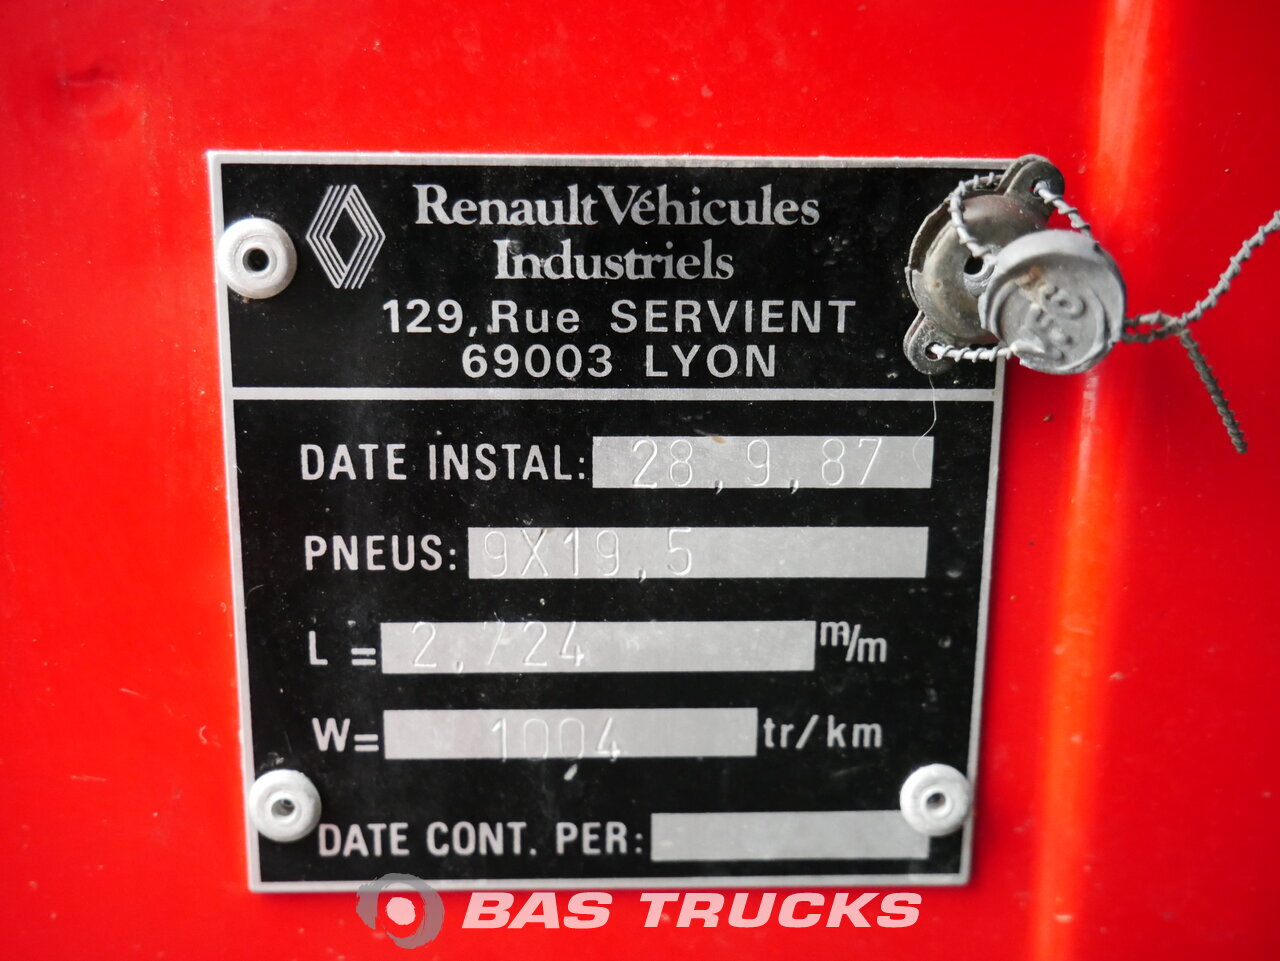 Renault Véhicules
Industriels
129, Rue SERVIENT
69003 LYON
DATE INSTAL: 28,9,87
PNEUS: 9X19,5
L = 2,724 m/m
W= 1004 tr/km
DATE CONT. PER:
BAS TRUCKS